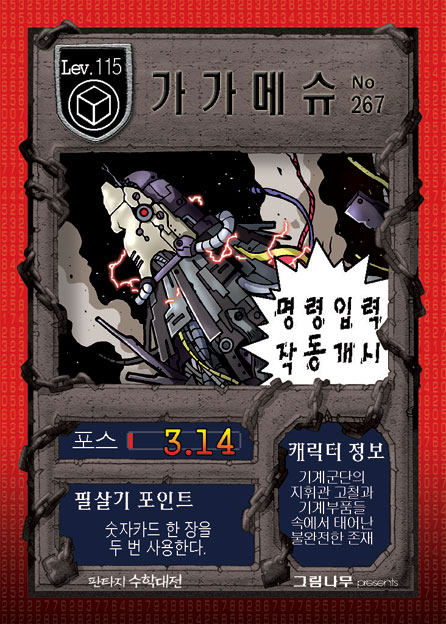 Lev.115
가가메슈
No
267
명령입력
작동개시
포스 3.14
필살기 포인트
숫자카드 한 장을
두 번 사용한다.
캐릭터 정보
기계군단의
지휘관 고철과
기계부품들
속에서 태어난
불완전한 존재
판타지 수학대전
그림나무 presents